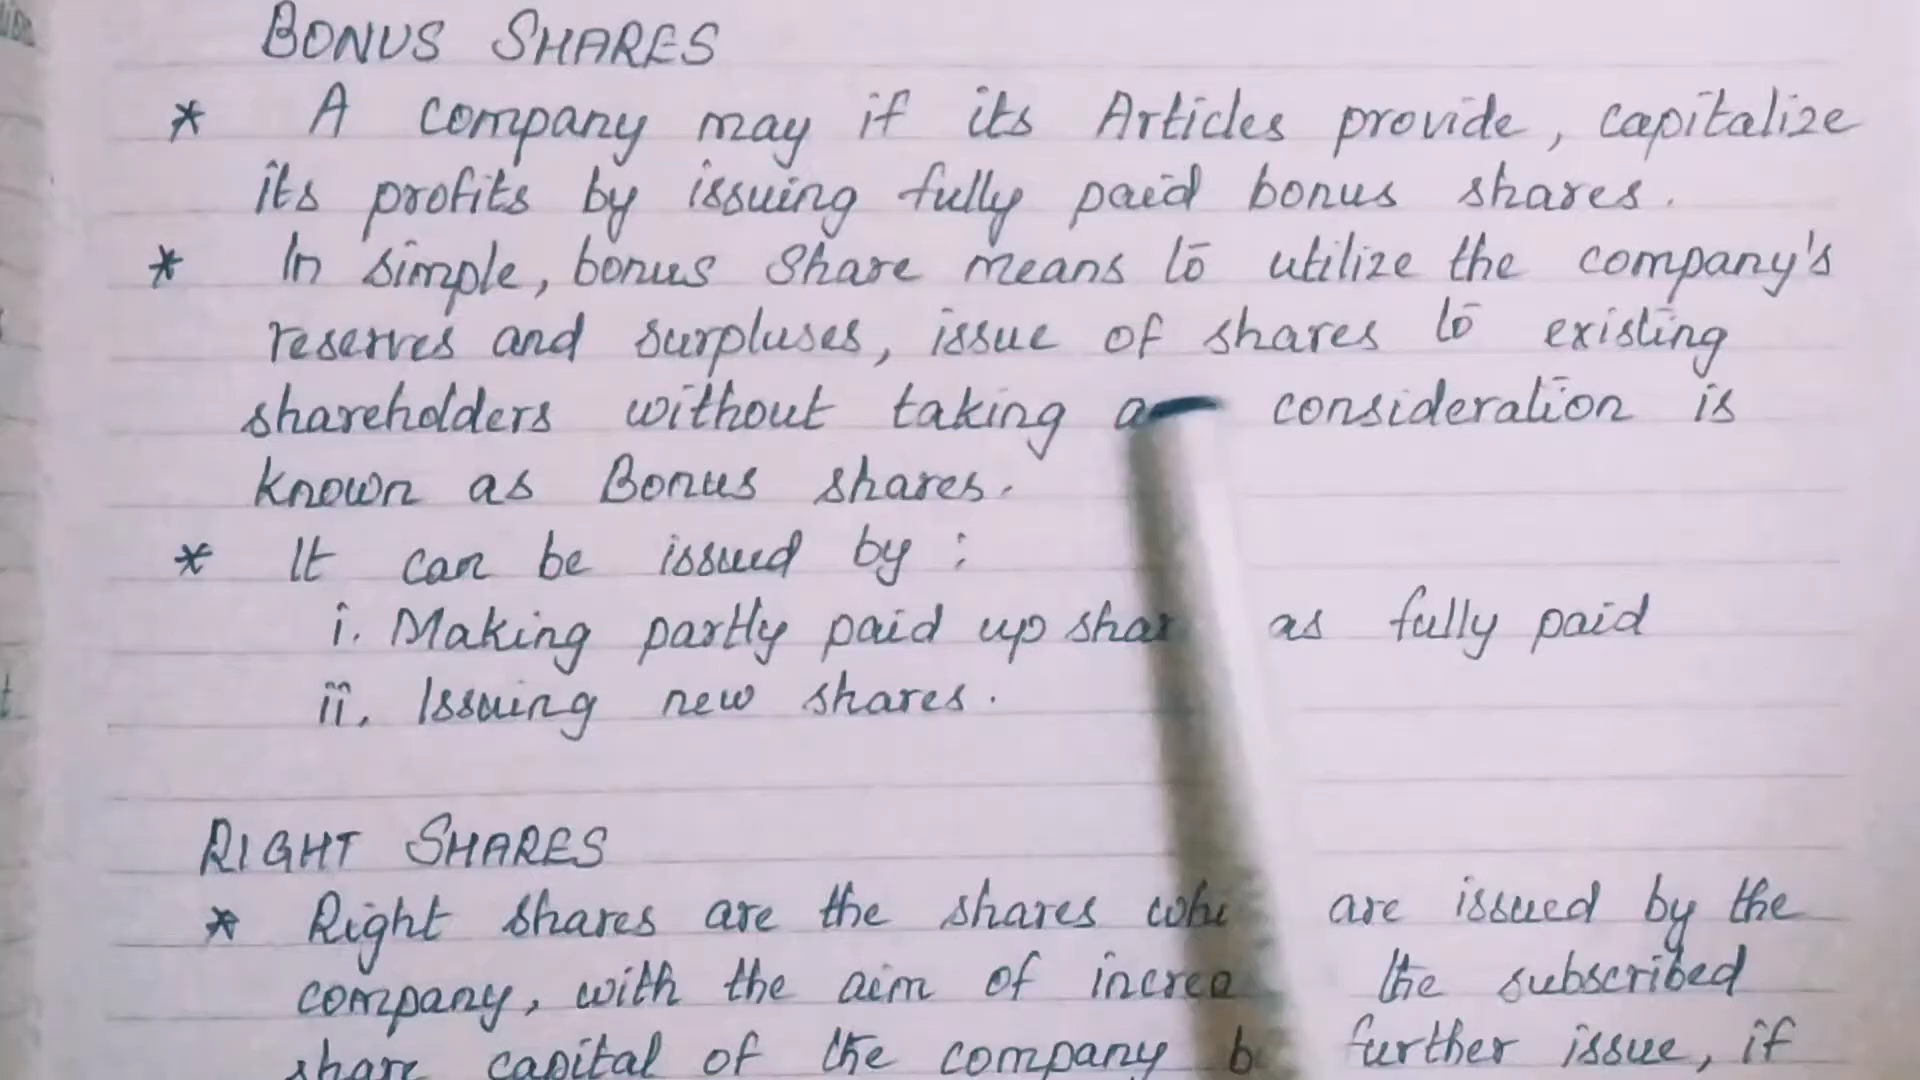 BONUS SHARES
* A company may if its Articles provide, capitalize
its profits by issuing fully paid bonus shares.
* In simple, bonus share means to utilize the company's
reserves and surpluses, issue of shares to existing
shareholders without taking consideration is
known as Bonus shares.
* It can be issued by :
i. Making partly paid up as fully paid
ii. Issuing new shares.
RIGHT SHARES
* Right shares are the shares are issued by the
company, with the aim of the subscribed
share capital of the company further issue, if